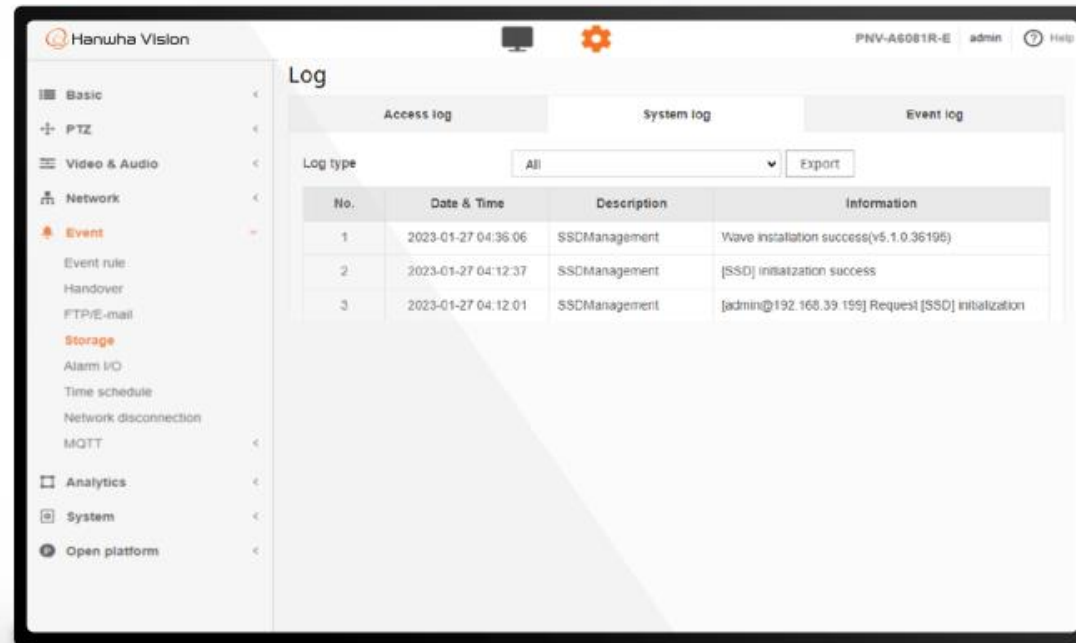 Hanwha Vision
PNV-A6081R-E admin Help
Basic
PTZ
Video & Audio
Network
Event
Event rule
Handover
FTP/E-mail
Storage
Alarm I/O
Time schedule
Network disconnection
MQTT
Analytics
System
Open platform
Log
Access log System log Event log
Log type All Export
No. Date & Time Description Information
1 2023-01-27 04:36:06 SSDManagement Wave installation success(v5.1.0.36195)
2 2023-01-27 04:12:37 SSDManagement [SSD] initialization success
3 2023-01-27 04:12:01 SSDManagement [admin@192.168.39.199] Request [SSD] initialization